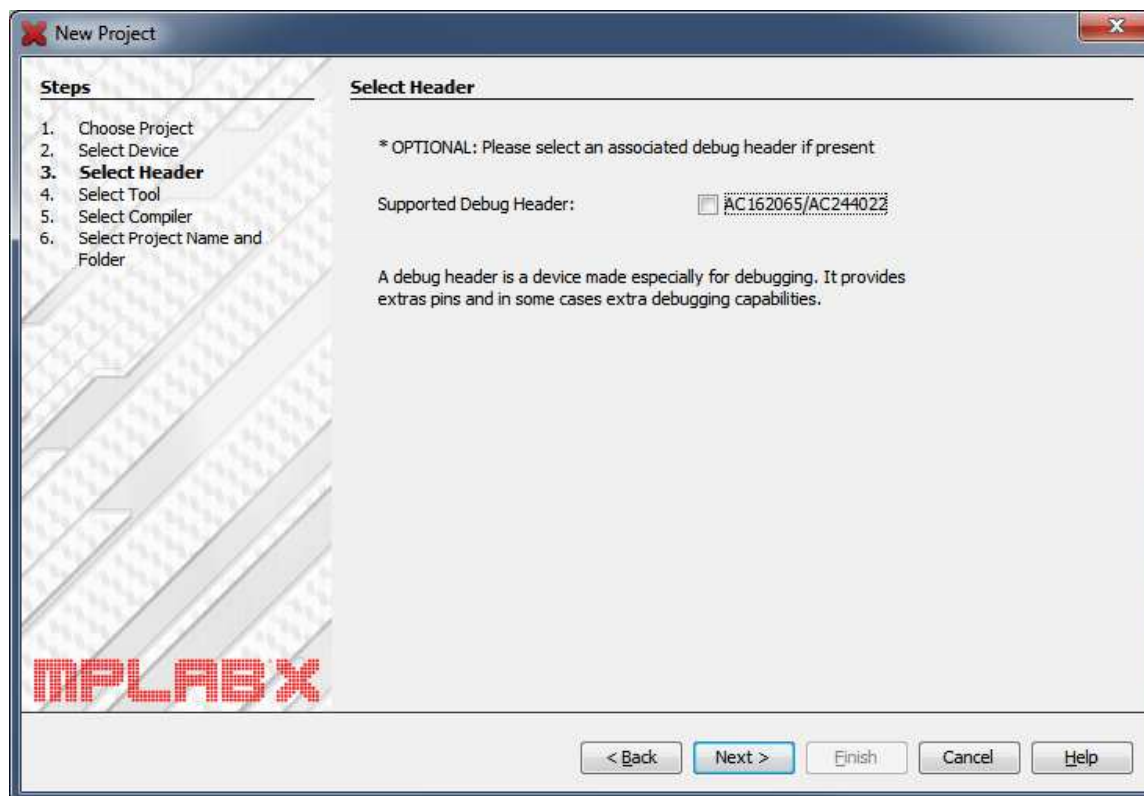 New Project
Steps
1. Choose Project
2. Select Device
3. Select Header
4. Select Tool
5. Select Compiler
6. Select Project Name and
Folder
Select Header
* OPTIONAL: Please select an associated debug header if present
Supported Debug Header: AC162065/AC244022
A debug header is a device made especially for debugging. It provides
extras pins and in some cases extra debugging capabilities.
MPLAB X
< Back Next > Finish Cancel Help